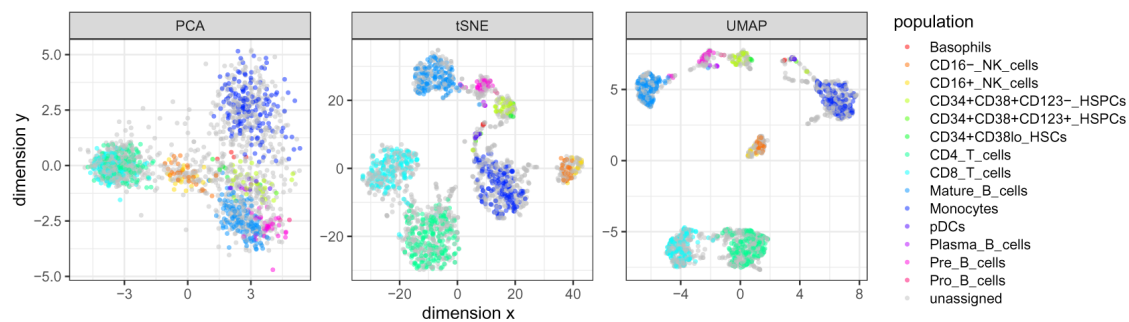 PCA
tSNE
UMAP
population
Basophils
CD16−_NK_cells
CD16+_NK_cells
CD34+CD38+CD123−_HSPCs
CD34+CD38+CD123+_HSPCs
CD34+CD38lo_HSCs
CD4_T_cells
CD8_T_cells
Mature_B_cells
Monocytes
pDCs
Plasma_B_cells
Pre_B_cells
Pro_B_cells
unassigned
dimension y
5.0
2.5
0.0
−2.5
−5.0
20
0
−20
5
0
−5
−3 0 3
−20 0 20 40
−4 0 4 8
dimension x